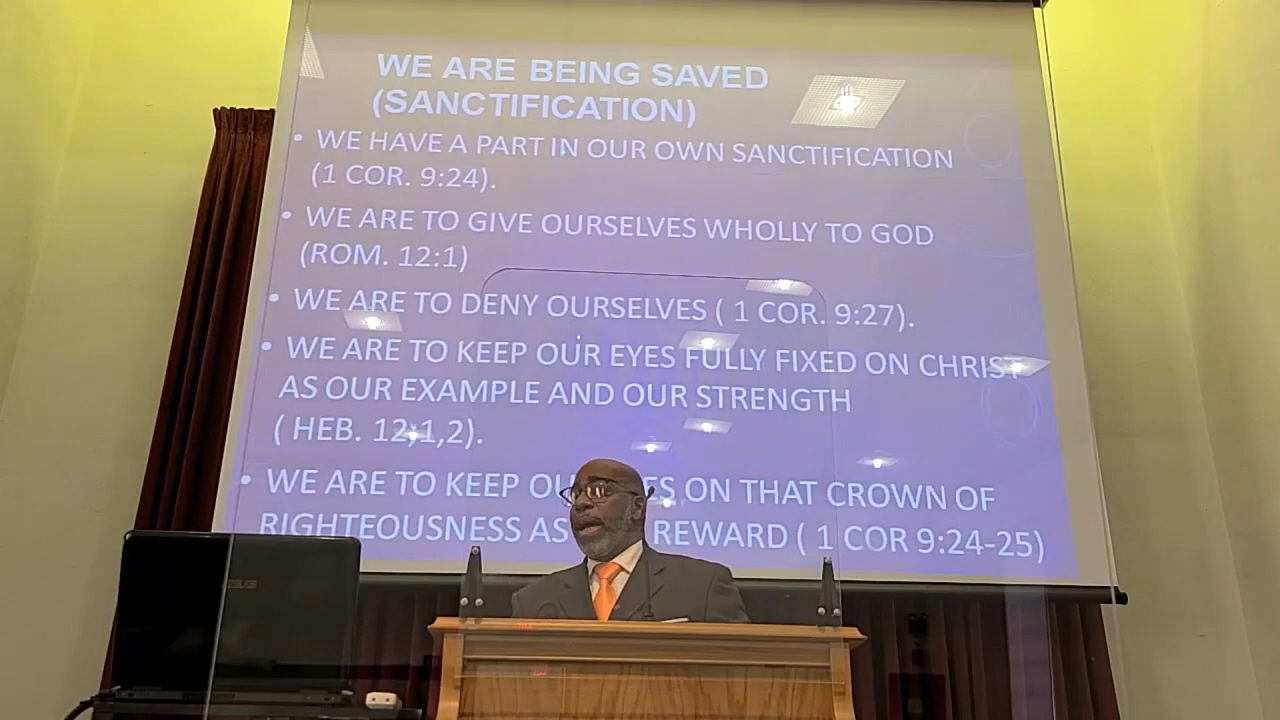 WE ARE BEING SAVED
(SANCTIFICATION)
• WE HAVE A PART IN OUR OWN SANCTIFICATION
(1 COR. 9:24).
• WE ARE TO GIVE OURSELVES WHOLLY TO GOD
(ROM. 12:1)
• WE ARE TO DENY OURSELVES ( 1 COR. 9:27).
• WE ARE TO KEEP OUR EYES FULLY FIXED ON CHRIST
AS OUR EXAMPLE AND OUR STRENGTH
( HEB. 12;1,2).
• WE ARE TO KEEP ON THAT CROWN OF
RIGHTEOUSNESS AS REWARD ( 1 COR 9:24-25)
ASUS